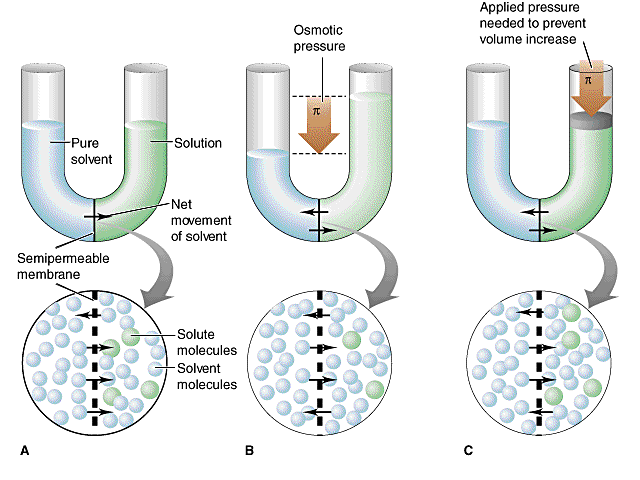 Osmotic
pressure
Applied pressure
needed to prevent
volume increase
π
π
Pure
solvent
Solution
Net
movement
of solvent
Semipermeable
membrane
Solute
molecules
Solvent
molecules
A
B
C